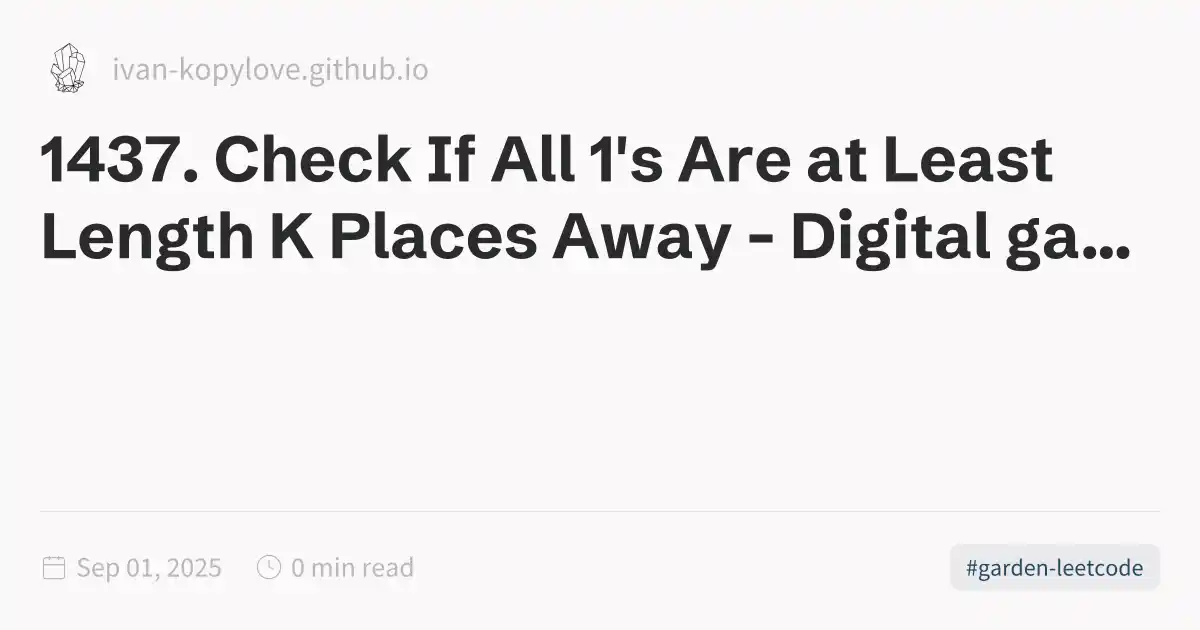 ivan-kopylove.github.io
1437. Check If All 1's Are at Least
Length K Places Away - Digital ga...
Sep 01, 2025
0 min read
#garden-leetcode